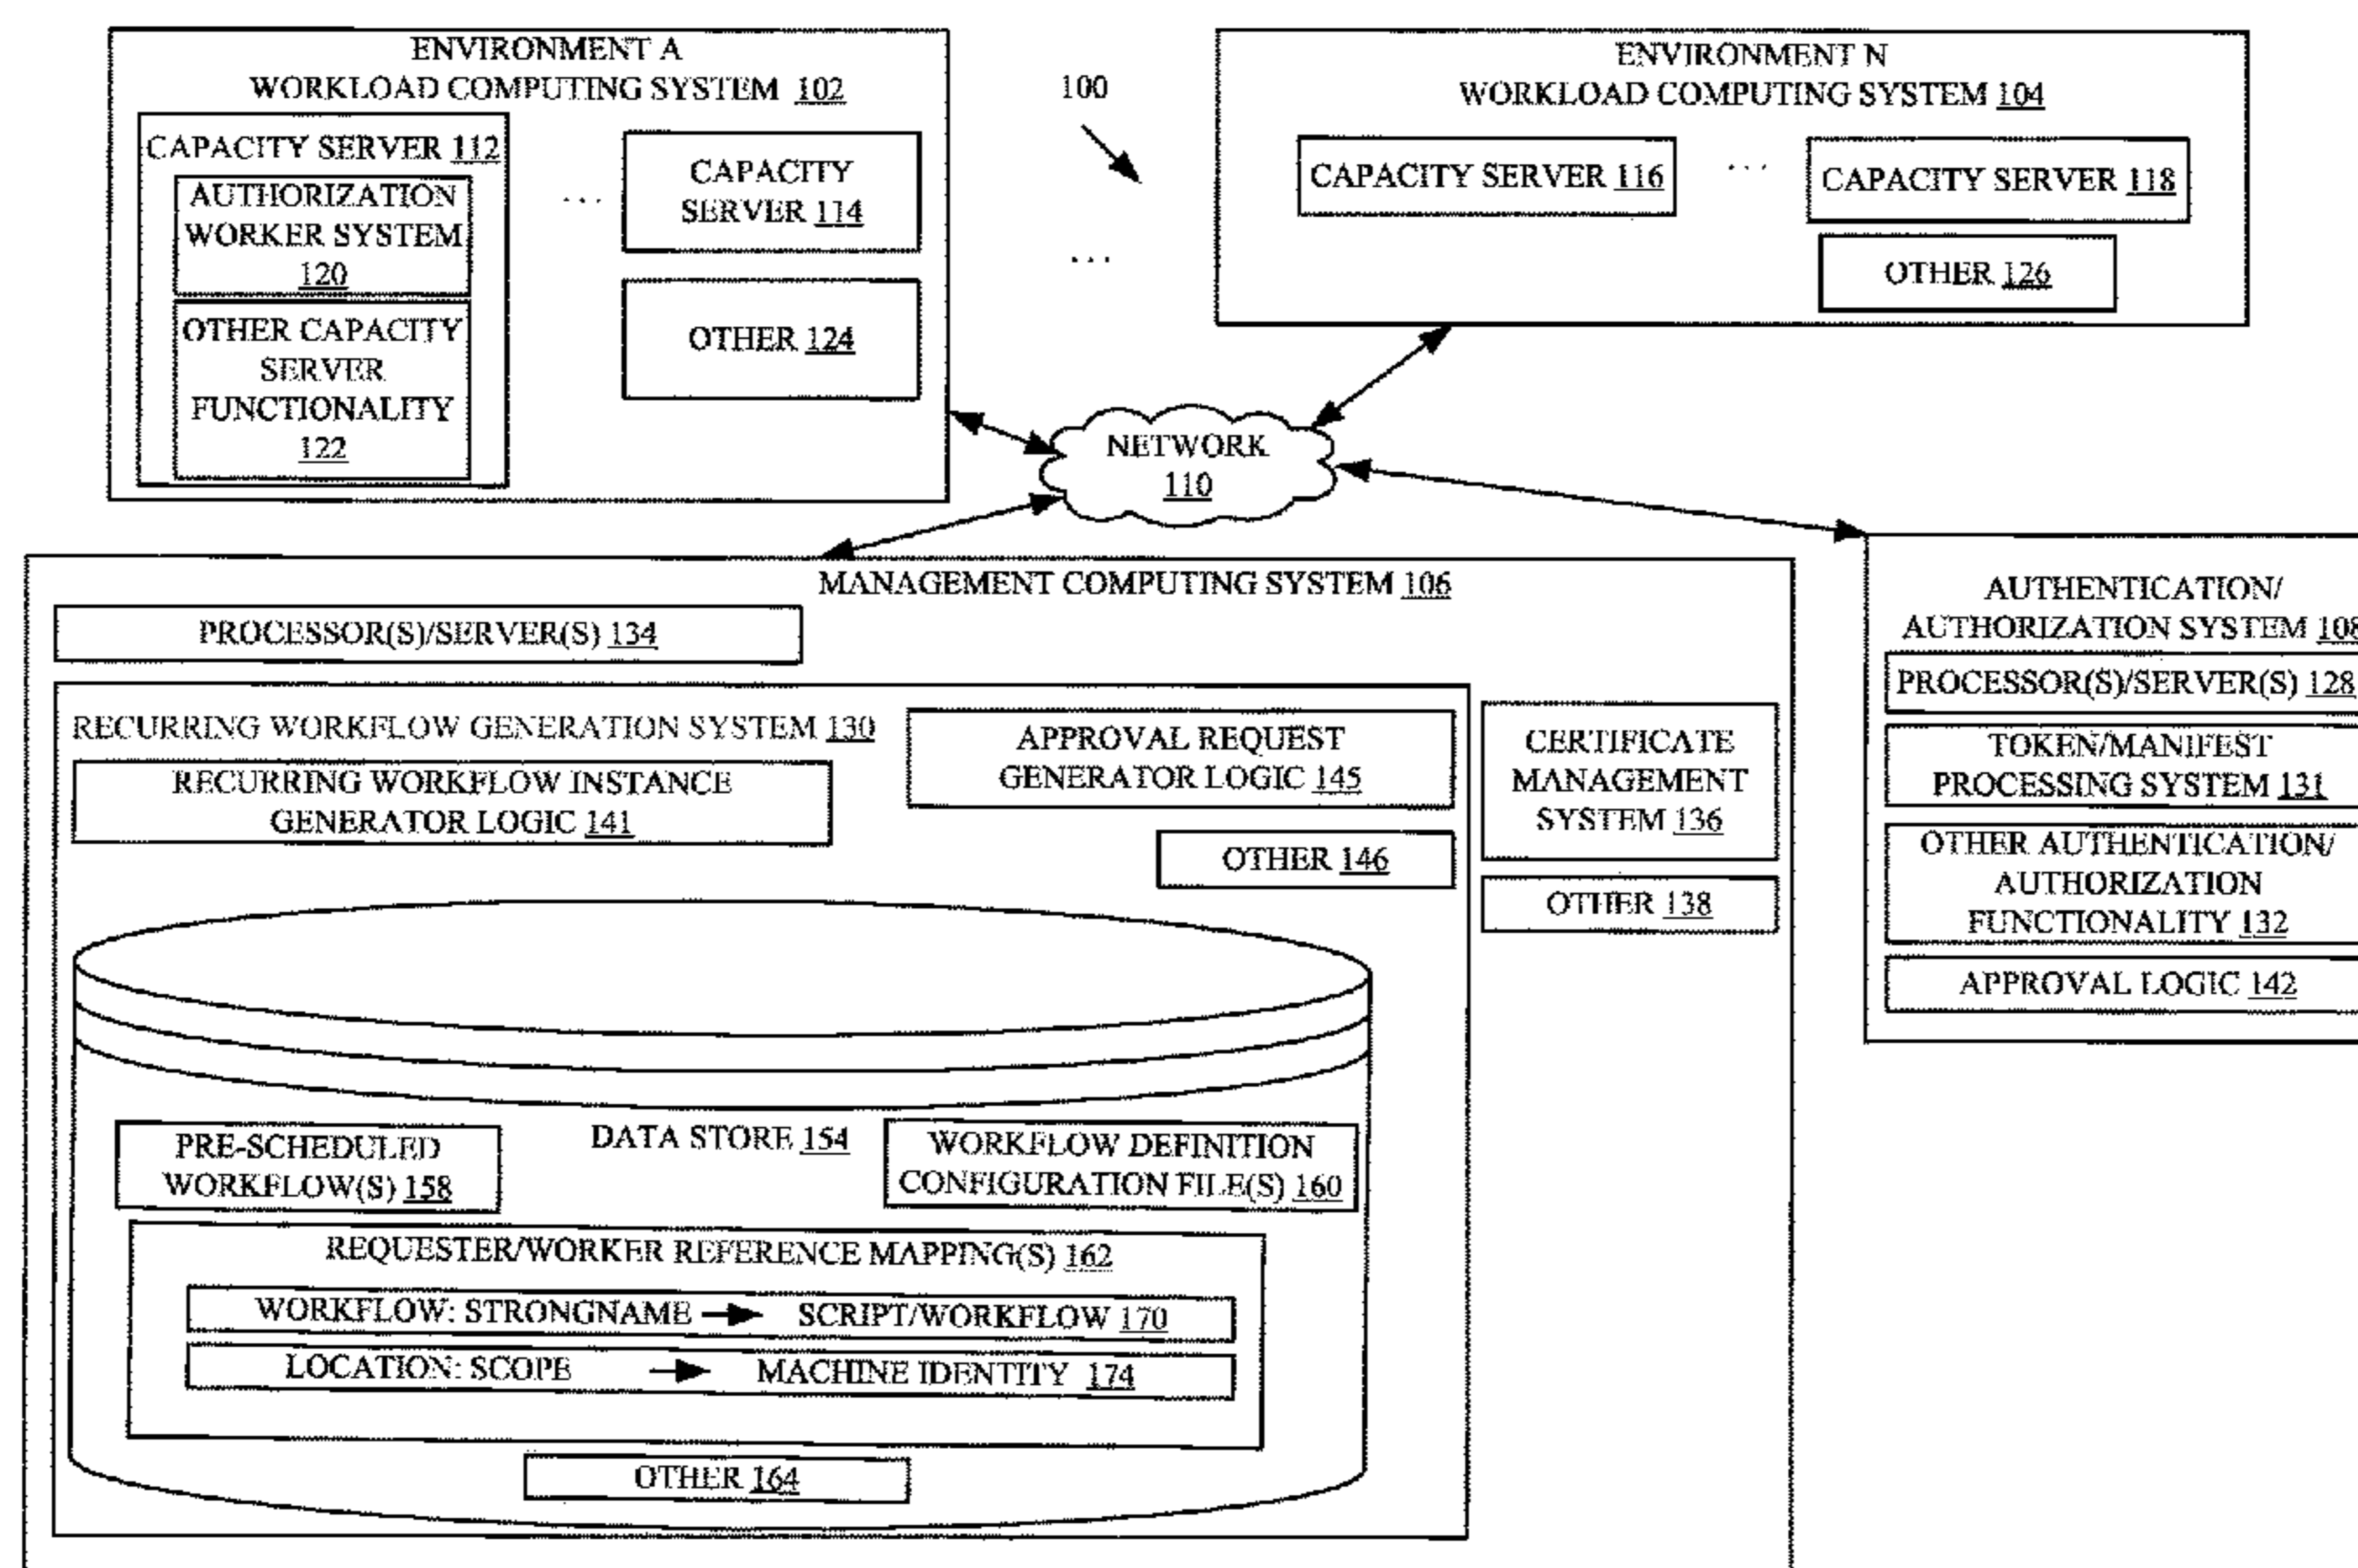 ENVIRONMENT A
WORKLOAD COMPUTING SYSTEM 102
CAPACITY SERVER 112
AUTHORIZATION
WORKER SYSTEM
120
OTHER CAPACITY
SERVER
FUNCTIONALITY
122
...
CAPACITY
SERVER 114
OTHER 124
100
...
ENVIRONMENT N
WORKLOAD COMPUTING SYSTEM 104
CAPACITY SERVER 116
...
CAPACITY SERVER 118
OTHER 126
NETWORK
110
MANAGEMENT COMPUTING SYSTEM 106
PROCESSOR(S)/SERVER(S) 134
RECURRING WORKFLOW GENERATION SYSTEM 130
RECURRING WORKFLOW INSTANCE
GENERATOR LOGIC 141
APPROVAL REQUEST
GENERATOR LOGIC 145
OTHER 146
CERTIFICATE
MANAGEMENT
SYSTEM 136
OTHER 138
DATA STORE 154
PRE-SCHEDULED
WORKFLOW(S) 158
WORKFLOW DEFINITION
CONFIGURATION FILE(S) 160
REQUESTER/WORKER REFERENCE MAPPING(S) 162
WORKFLOW: STRONGNAME → SCRIPT/WORKFLOW 170
LOCATION: SCOPE → MACHINE IDENTITY 174
OTHER 164
AUTHENTICATION/
AUTHORIZATION SYSTEM 108
PROCESSOR(S)/SERVER(S) 128
TOKEN/MANIFEST
PROCESSING SYSTEM 131
OTHER AUTHENTICATION/
AUTHORIZATION
FUNCTIONALITY 132
APPROVAL LOGIC 142